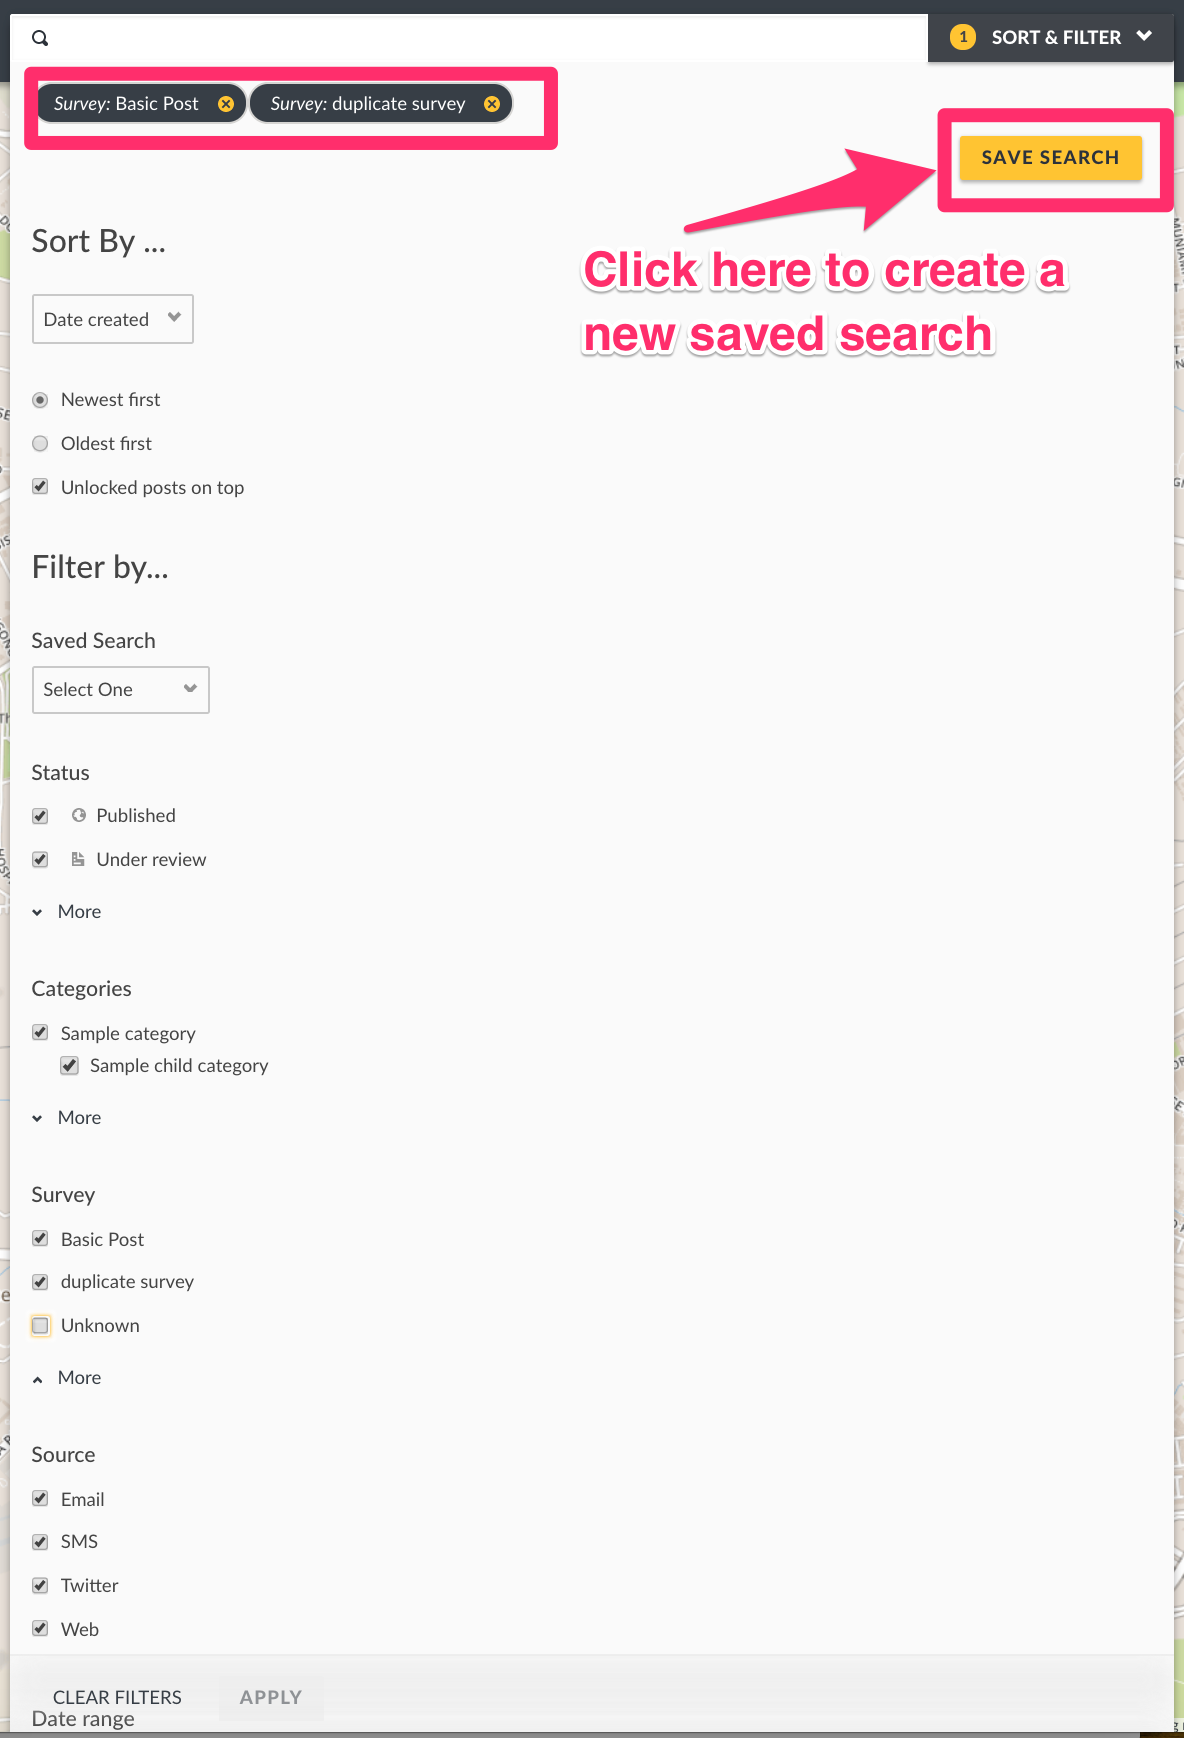 1 SORT & FILTER
Survey: Basic Post Survey: duplicate survey
SAVE SEARCH
Click here to create a
new saved search
Sort By ...
Date created
Newest first
Oldest first
Unlocked posts on top
Filter by...
Saved Search
Select One
Status
Published
Under review
More
Categories
Sample category
Sample child category
More
Survey
Basic Post
duplicate survey
Unknown
More
Source
Email
SMS
Twitter
Web
CLEAR FILTERS APPLY
Date range